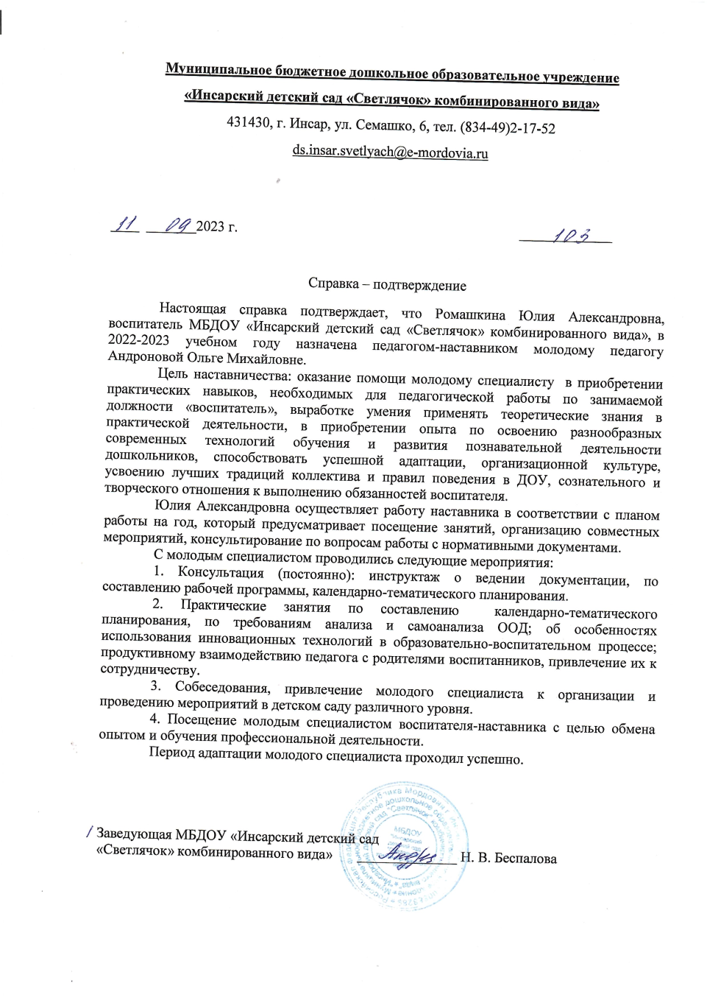 Муниципальное бюджетное дошкольное образовательное учреждение
«Инсарский детский сад «Светлячок» комбинированного вида»
431430, г. Инсар, ул. Семашко, 6, тел. (834-49)2-17-52
ds.insar.svetlyach@e-mordovia.ru
11 09 2023 г.
103
Справка – подтверждение
Настоящая справка подтверждает, что Ромашкина Юлия Александровна,
воспитатель МБДОУ «Инсарский детский сад «Светлячок» комбинированного вида», в
2022-2023 учебном году назначена педагогом-наставником молодому педагогу
Андроновой Ольге Михайловне.
Цель наставничества: оказание помощи молодому специалисту в приобретении
практических навыков, необходимых для педагогической работы по занимаемой
должности «воспитатель», выработке умения применять теоретические знания в
практической деятельности, в приобретении опыта по освоению разнообразных
современных технологий обучения и развития познавательной деятельности
дошкольников, способствовать успешной адаптации, организационной культуре,
усвоению лучших традиций коллектива и правил поведения в ДОУ, сознательного и
творческого отношения к выполнению обязанностей воспитателя.
Юлия Александровна осуществляет работу наставника в соответствии с планом
работы на год, который предусматривает посещение занятий, организацию совместных
мероприятий, консультирование по вопросам работы с нормативными документами.
С молодым специалистом проводились следующие мероприятия:
1. Консультация (постоянно): инструктаж о ведении документации, по
составлению рабочей программы, календарно-тематического планирования.
2. Практические занятия по составлению календарно-тематического
планирования, по требованиям анализа и самоанализа ООД; об особенностях
использования инновационных технологий в образовательно-воспитательном процессе;
продуктивному взаимодействию педагога с родителями воспитанников, привлечение их к
сотрудничеству.
3. Собеседования, привлечение молодого специалиста к организации и
проведению мероприятий в детском саду различного уровня.
4. Посещение молодым специалистом воспитателя-наставника с целью обмена
опытом и обучения профессиональной деятельности.
Период адаптации молодого специалиста проходил успешно.
/ Заведующая МБДОУ «Инсарский детский сад
«Светлячок» комбинированного вида» Н. В. Беспалова
МБДОУ